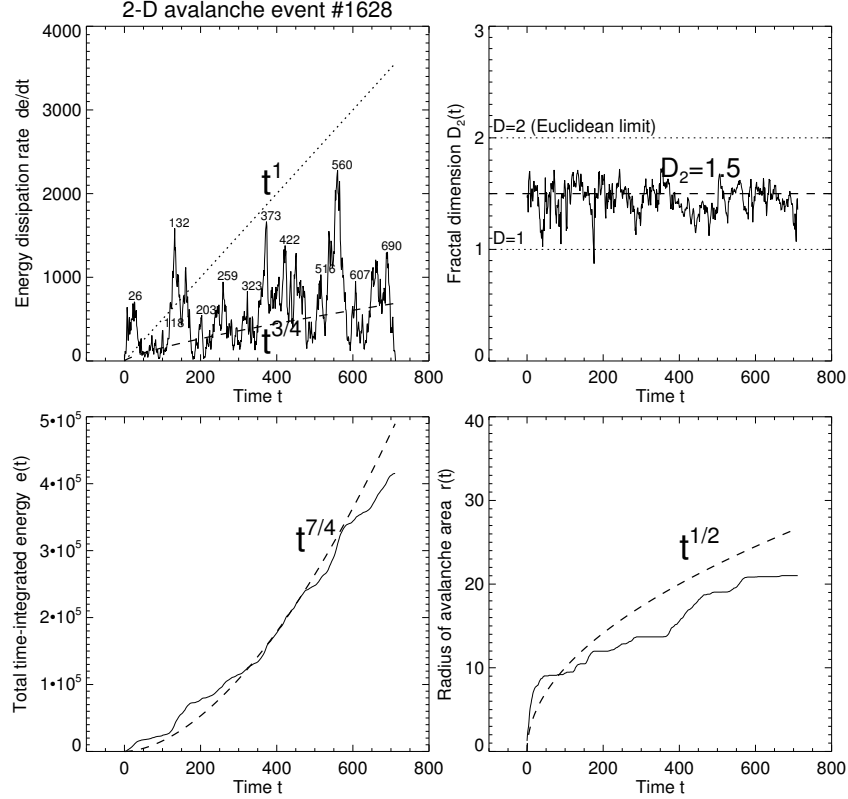 2-D avalanche event #1628
4000
3000
2000
1000
0
0 200 400 600 800
Time t
Energy dissipation rate de/dt
26
118
132
203
259
323
373
422
516
560
607
690
t^1
t^3/4
3
2
1
0
0 200 400 600 800
Time t
Fractal dimension D₂(t)
D=2 (Euclidean limit)
D₂=1.5
D=1
5•10^5
4•10^5
3•10^5
2•10^5
1•10^5
0
0 200 400 600 800
Time t
Total time-integrated energy e(t)
t^7/4
40
30
20
10
0
0 200 400 600 800
Time t
Radius of avalanche area r(t)
t^1/2